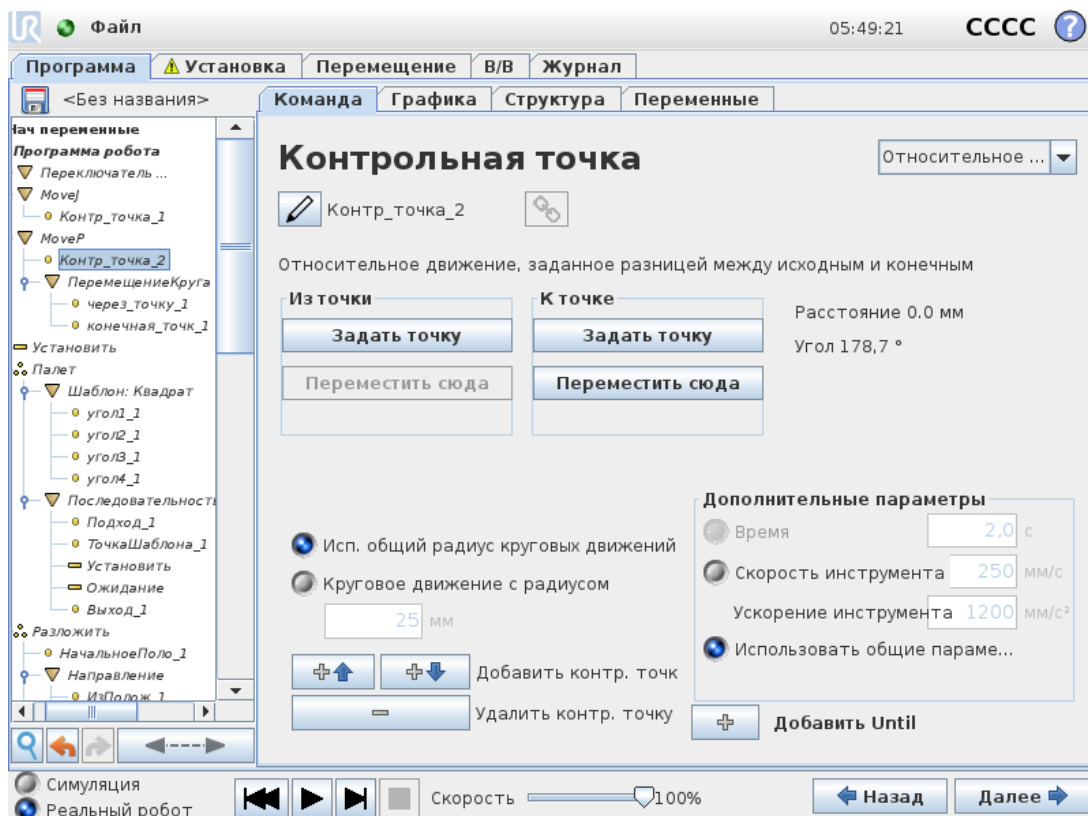 UR Файл 05:49:21 CCCC ?
Программа Установка Перемещение В/В Журнал
<Без названия>
Команда Графика Структура Переменные
Нач переменные
Программа робота
Переключатель ...
MoveJ
Контр_точка_1
MoveP
Контр_точка_2
ПеремещениеКруга
через_точку_1
конечная_точк_1
Установить
Палет
Шаблон: Квадрат
угол1_1
угол2_1
угол3_1
угол4_1
Последовательность
Подход_1
ТочкаШаблона_1
Установить
Ожидание
Выход_1
Разложить
НачальноеПоло_1
Направление
ИзПолож_1
Контрольная точка
Относительное ...
Контр_точка_2
Относительное движение, заданное разницей между исходным и конечным
Из точки
Задать точку
Переместить сюда
К точке
Задать точку
Переместить сюда
Расстояние 0.0 мм
Угол 178,7 °
Исп. общий радиус круговых движений
Круговое движение с радиусом
25 мм
Добавить контр. точк
Удалить контр. точку
Дополнительные параметры
Время 2,0 с
Скорость инструмента 250 мм/с
Ускорение инструмента 1200 мм/с²
Использовать общие параме...
Добавить Until
Симуляция
Реальный робот
Скорость 100%
Назад Далее